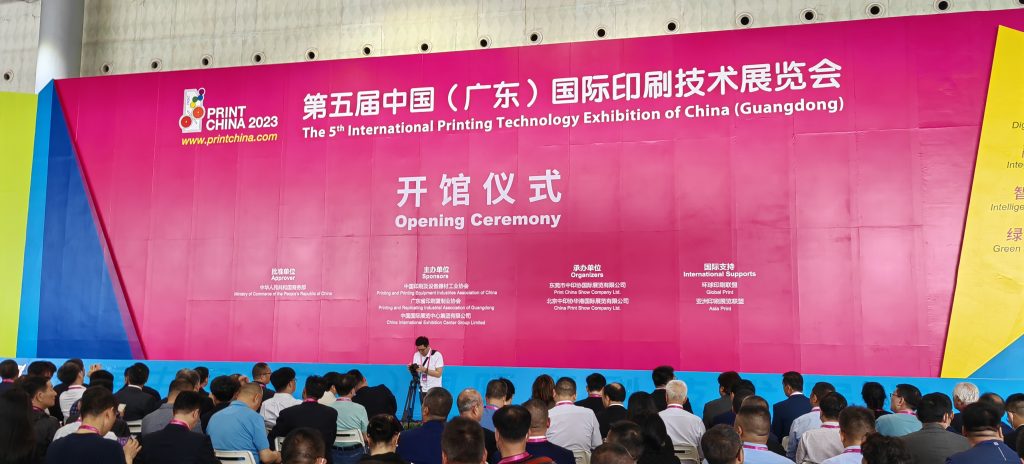 PRINT
CHINA 2023
www.printchina.com
第五届中国（广东）国际印刷技术展览会
The 5th International Printing Technology Exhibition of China (Guangdong)
开馆仪式
Opening Ceremony
批准单位
Approver
中华人民共和国商务部
Ministry of Commerce of the People's Republic of China
主办单位
Sponsors
中国印刷及设备器材工业协会
Printing and Printing Equipment Industries Association of China
广东省印刷复制业协会
Printing and Replicating Industrial Association of Guangdong
中国国际展览中心集团有限公司
China International Exhibition Center Group Limited
承办单位
Organizers
东莞市中印协国际展览有限公司
Print China Show Company Ltd.
北京中印协华港国际展览有限公司
China Print Show Company Ltd.
国际支持
International Supports
环球印刷联盟
Global Print
亚洲印刷展览联盟
Asia Print
Dig
Inte
智
Intelligen
绿
Green